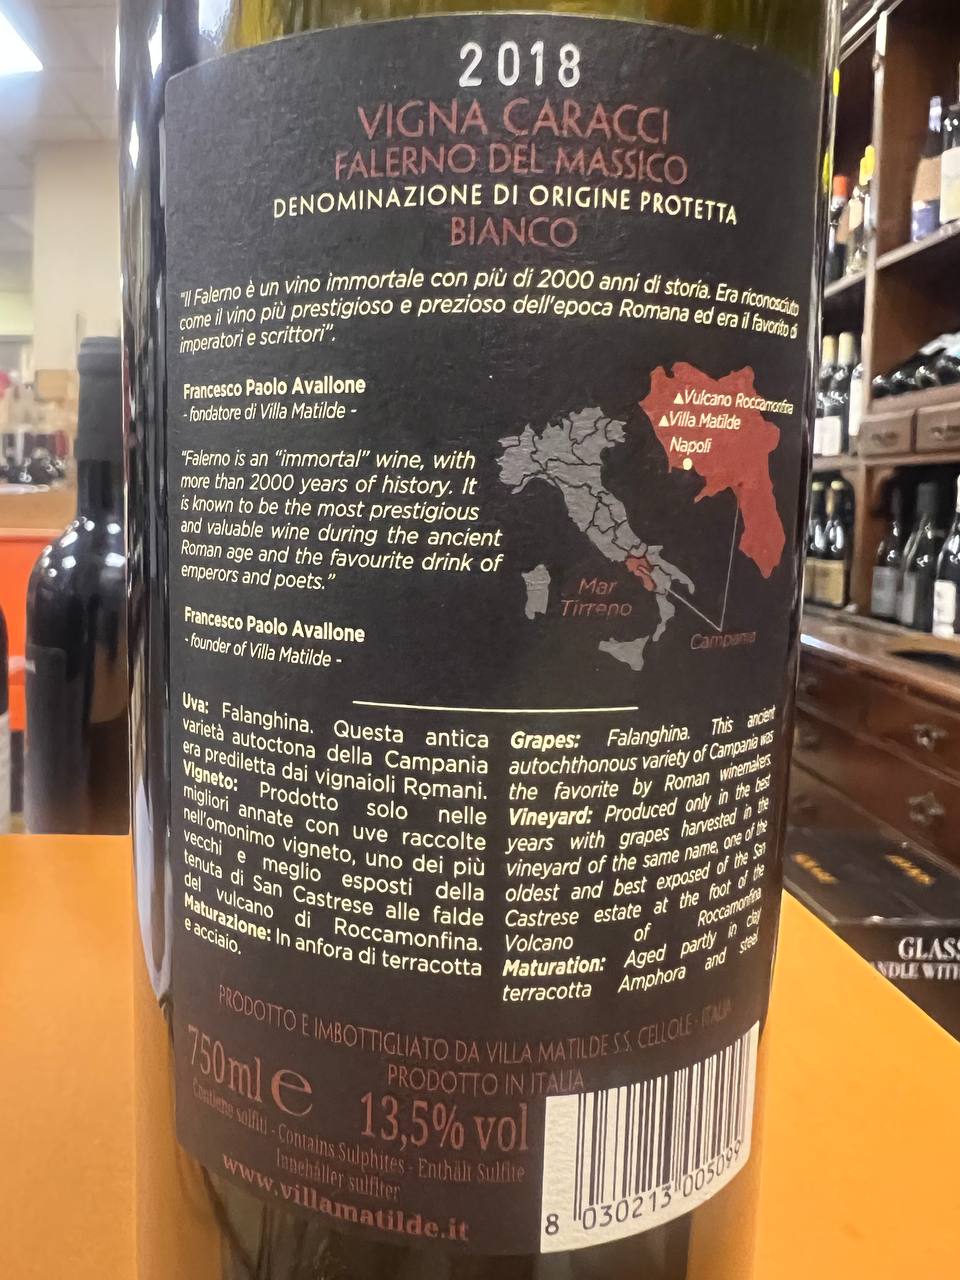 2018
VIGNA CARACCI
FALERNO DEL MASSICO
DENOMINAZIONE DI ORIGINE PROTETTA
BIANCO
"Il Falerno è un vino immortale con più di 2000 anni di storia. Era riconosciuto
come il vino più prestigioso e prezioso dell'epoca Romana ed era il favorito di
imperatori e scrittori".
Francesco Paolo Avallone
- fondatore di Villa Matilde -
"Falerno is an "immortal" wine, with
more than 2000 years of history. It
is known to be the most prestigious
and valuable wine during the ancient
Roman age and the favourite drink of
emperors and poets."
Francesco Paolo Avallone
- founder of Villa Matilde -
▲Vulcano Roccamonfina
▲Villa Matilde
Napoli
Mar
Tirreno
Campania
Uva: Falanghina. Questa antica
varietà autoctona della Campania
era prediletta dai vignaioli Romani.
Vigneto: Prodotto solo nelle
migliori annate con uve raccolte
nell'omonimo vigneto, uno dei più
vecchi e meglio esposti della
tenuta di San Castrese alle falde
del vulcano di Roccamonfina.
Maturazione: In anfora di terracotta
e acciaio.
Grapes: Falanghina. This ancient
autochthonous variety of Campania was
the favorite by Roman winemakers.
Vineyard: Produced only in the best
years with grapes harvested in the
vineyard of the same name, one of the
oldest and best exposed of the San
Castrese estate at the foot of the
Volcano of Roccamonfina
Maturation: Aged partly in clay
terracotta Amphora and steel
PRODOTTO E IMBOTTIGLIATO DA VILLA MATILDE S.S. CELLOLE - ITALIA
PRODOTTO IN ITALIA
750ml e
13,5% vol
Contiene solfiti - Contains Sulphites - Enthält Sulfite
Innehåller sulfiter
www.villamatilde.it
8 030213 005099
GLASS